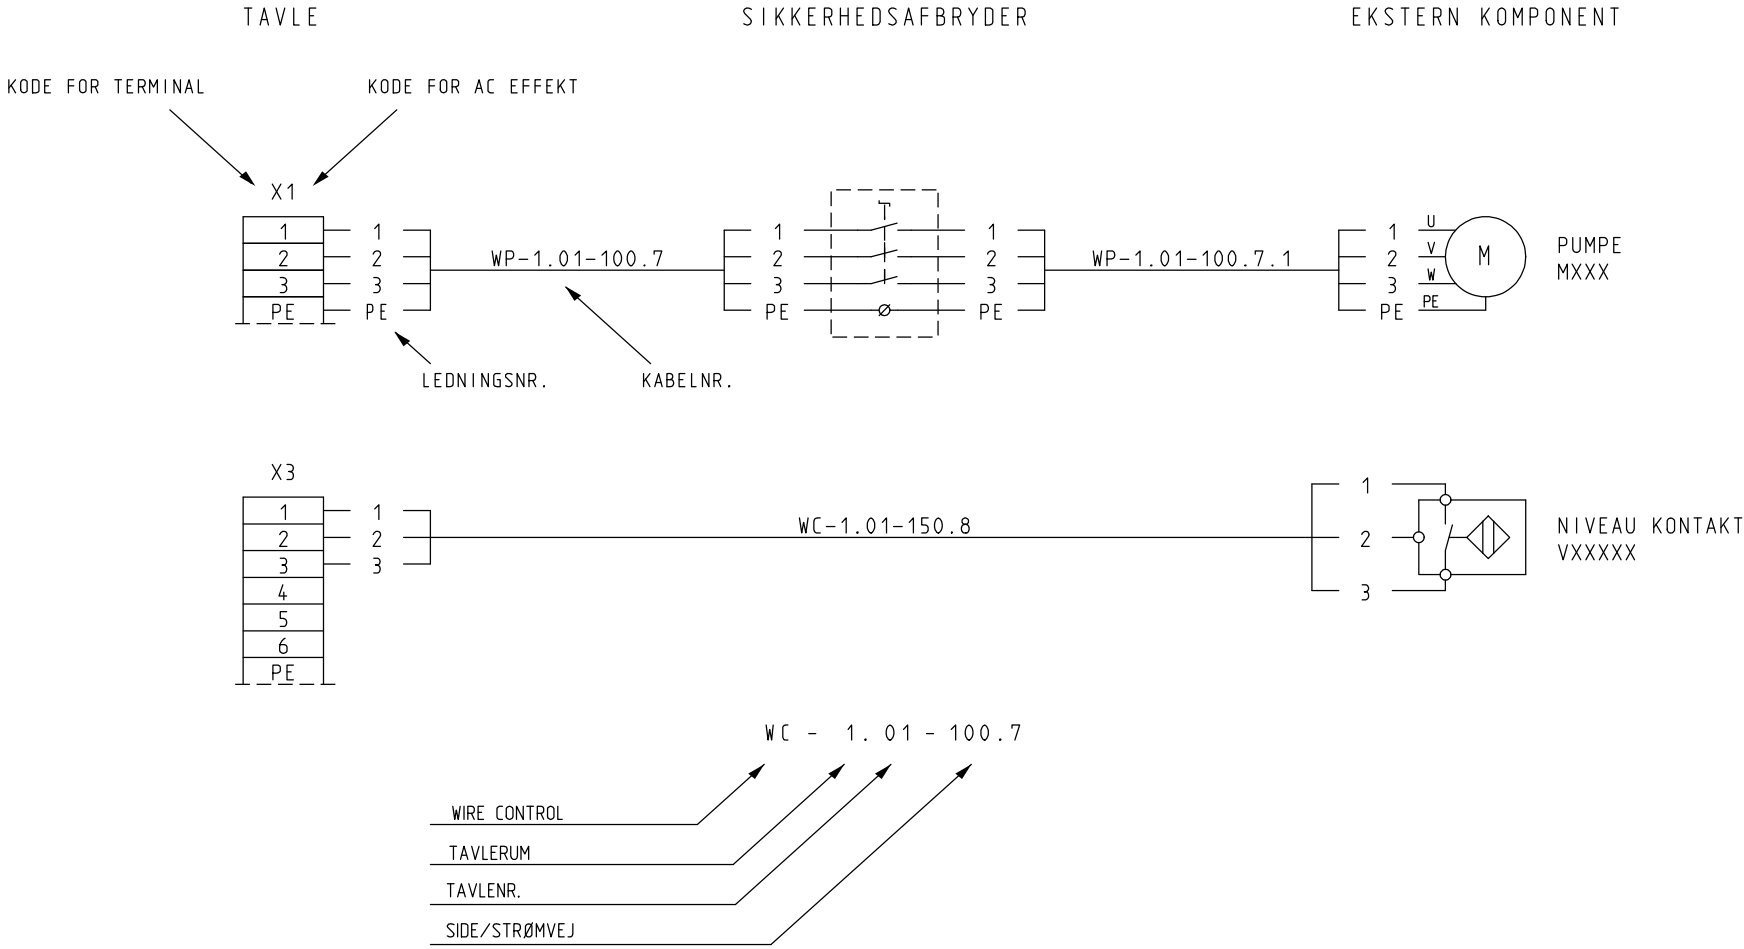 TAVLE
SIKKERHEDSAFBRYDER
EKSTERN KOMPONENT
KODE FOR TERMINAL
KODE FOR AC EFFEKT
X1
1 1
2 2
3 3
PE PE
WP-1.01-100.7
1 1
2 2
3 3
PE PE
WP-1.01-100.7.1
1 U
2 V
3 W
PE PE
M
PUMPE
MXXX
LEDNINGSNR.
KABELNR.
X3
1 1
2 2
3 3
4
5
6
PE
WC-1.01-150.8
1
2
3
NIVEAU KONTAKT
VXXXXX
WC - 1. 01 - 100.7
WIRE CONTROL
TAVLERUM
TAVLENR.
SIDE/STRØMVEJ